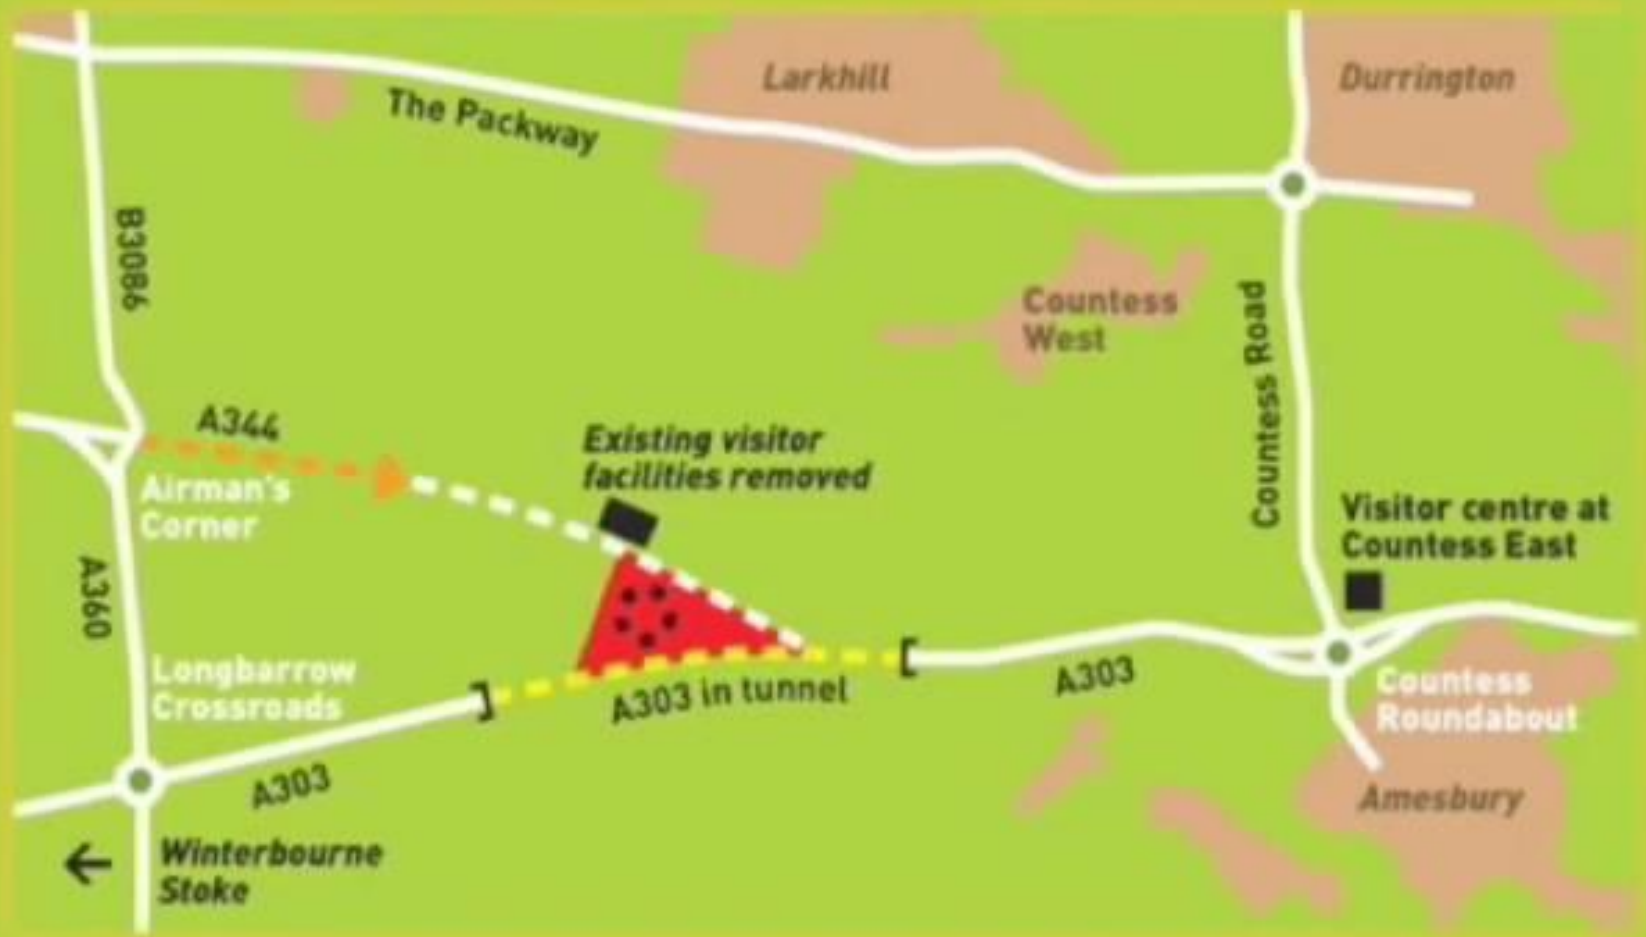 Larkhill
Durrington
The Packway
B3086
Countess
West
Countess Road
A344
Existing visitor
facilities removed
Airman's
Corner
Visitor centre at
Countess East
A360
Longbarrow
Crossroads
A303 in tunnel
A303
Countess
Roundabout
A303
Amesbury
Winterbourne
Stoke